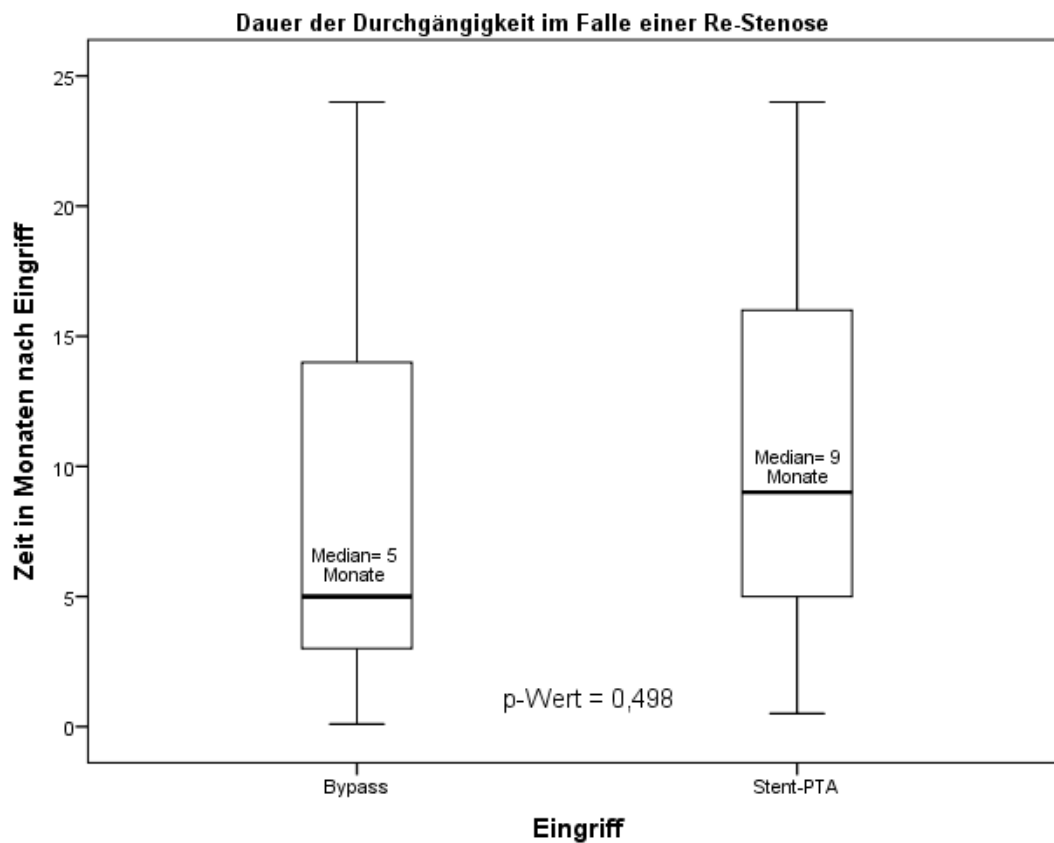 Dauer der Durchgängigkeit im Falle einer Re-Stenose
Zeit in Monaten nach Eingriff
25
20
15
10
5
0
Median= 5
Monate
Median= 9
Monate
p-Wert = 0,498
Bypass
Stent-PTA
Eingriff